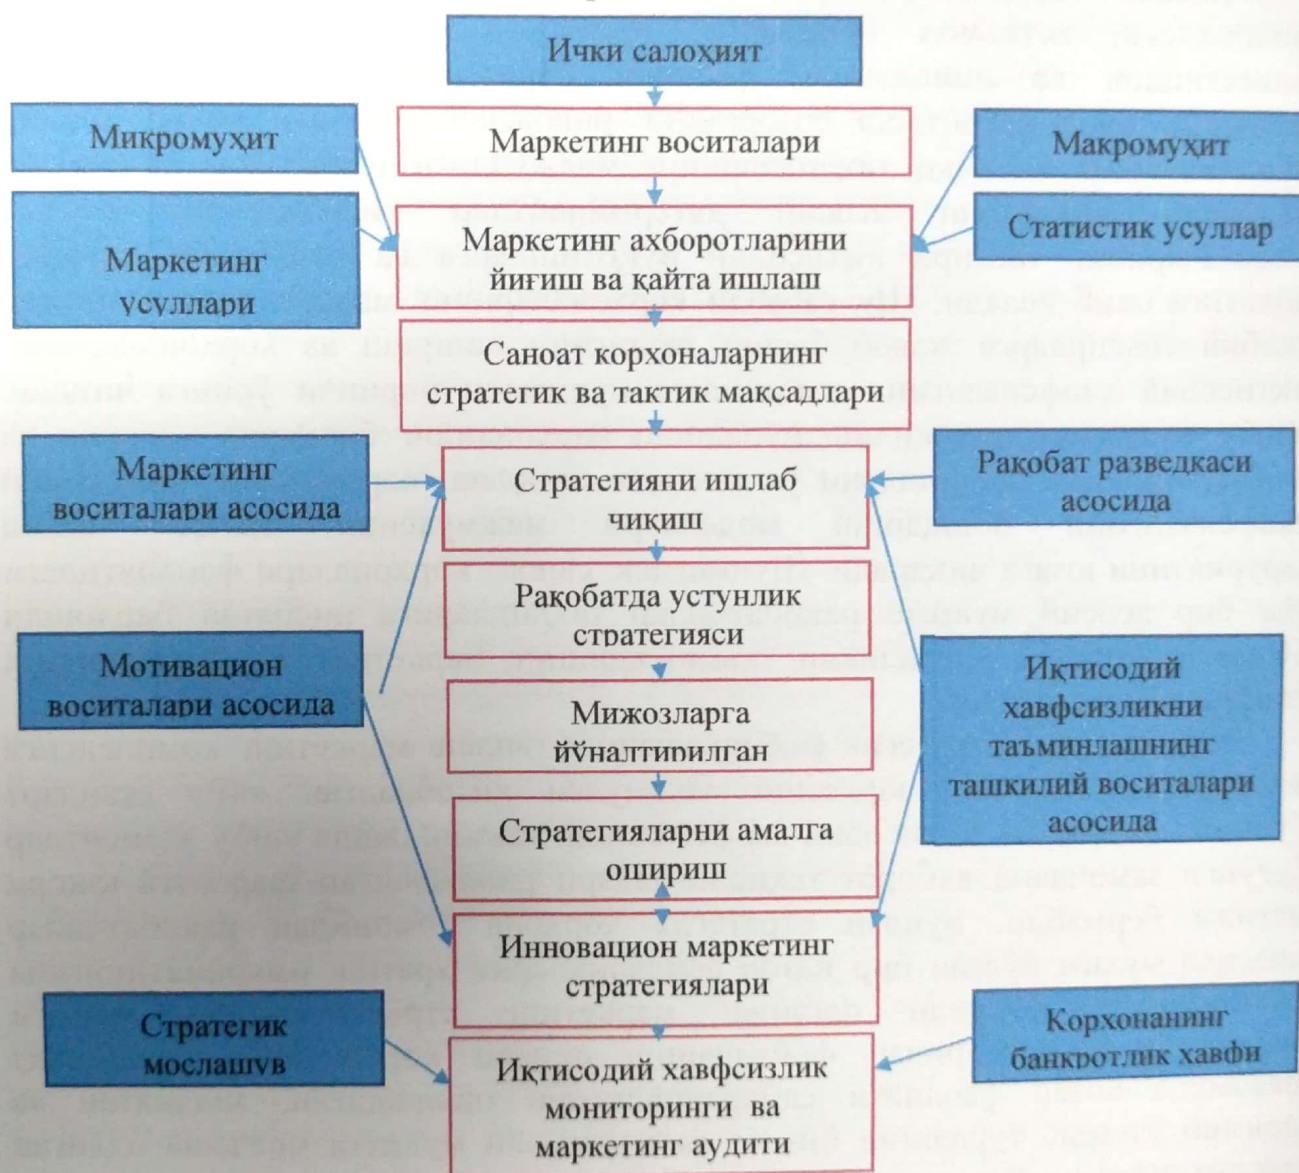 Ички салоҳият
Микромуҳит
Маркетинг воситалари
Макромуҳит
Маркетинг
усуллари
Маркетинг ахборотларини
йиғиш ва қайта ишлаш
Статистик усуллар
Саноат корхоналарнинг
стратегик ва тактик мақсадлари
Маркетинг
воситалари асосида
Стратегияни ишлаб
чиқиш
Рақобат разведкаси
асосида
Рақобатда устунлик
стратегияси
Мотивацион
воситалари асосида
Мижозларга
йўналтирилган
Иқтисодий
хавфсизликни
таъминлашнинг
ташкилий воситалари
асосида
Стратегияларни амалга
ошириш
Инновацион маркетинг
стратегиялари
Стратегик
мослашув
Корхонанинг
банкротлик хавфи
Иқтисодий хавфсизлик
мониторинги ва
маркетинг аудити